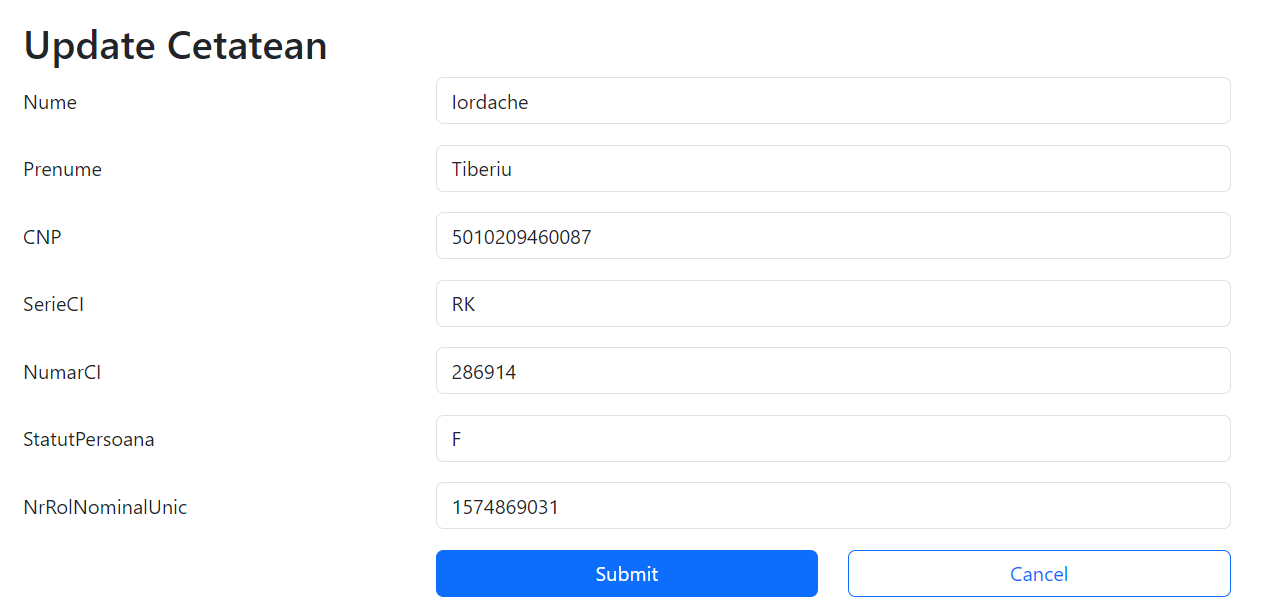 Update Cetatean
Nume Iordache
Prenume Tiberiu
CNP 5010209460087
SerieCI RK
NumarCI 286914
StatutPersoana F
NrRolNominalUnic 1574869031
Submit Cancel